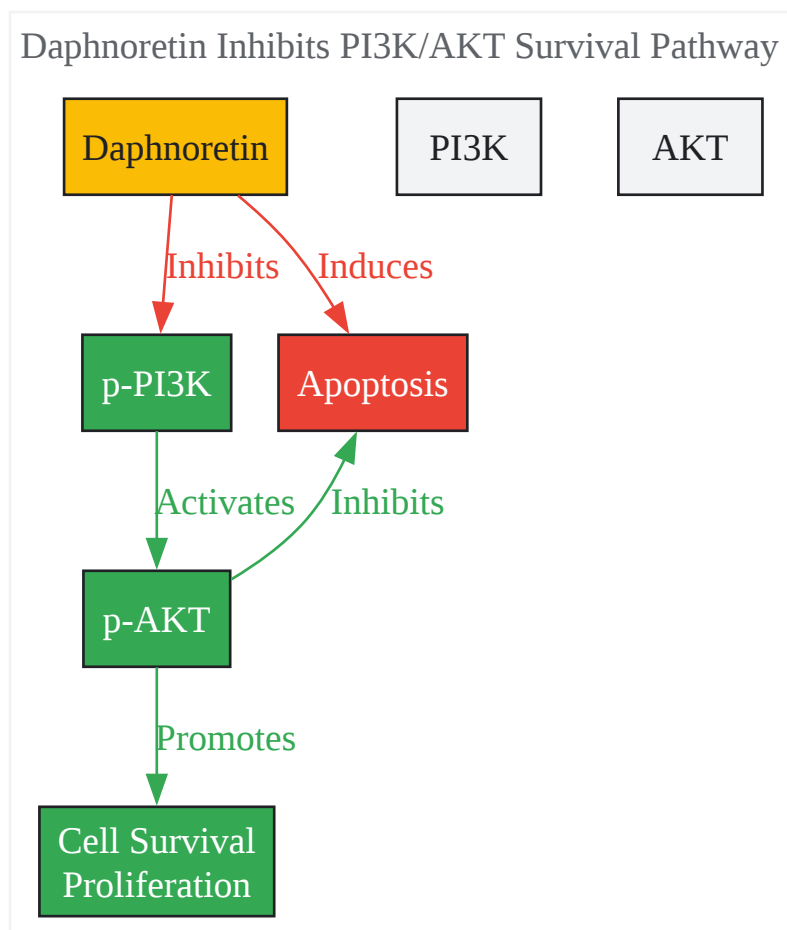 Daphnoretin Inhibits PI3K/AKT Survival Pathway
Daphnoretin
PI3K
AKT
Inhibits
Induces
p-PI3K
Apoptosis
Activates
Inhibits
p-AKT
Promotes
Cell Survival
Proliferation